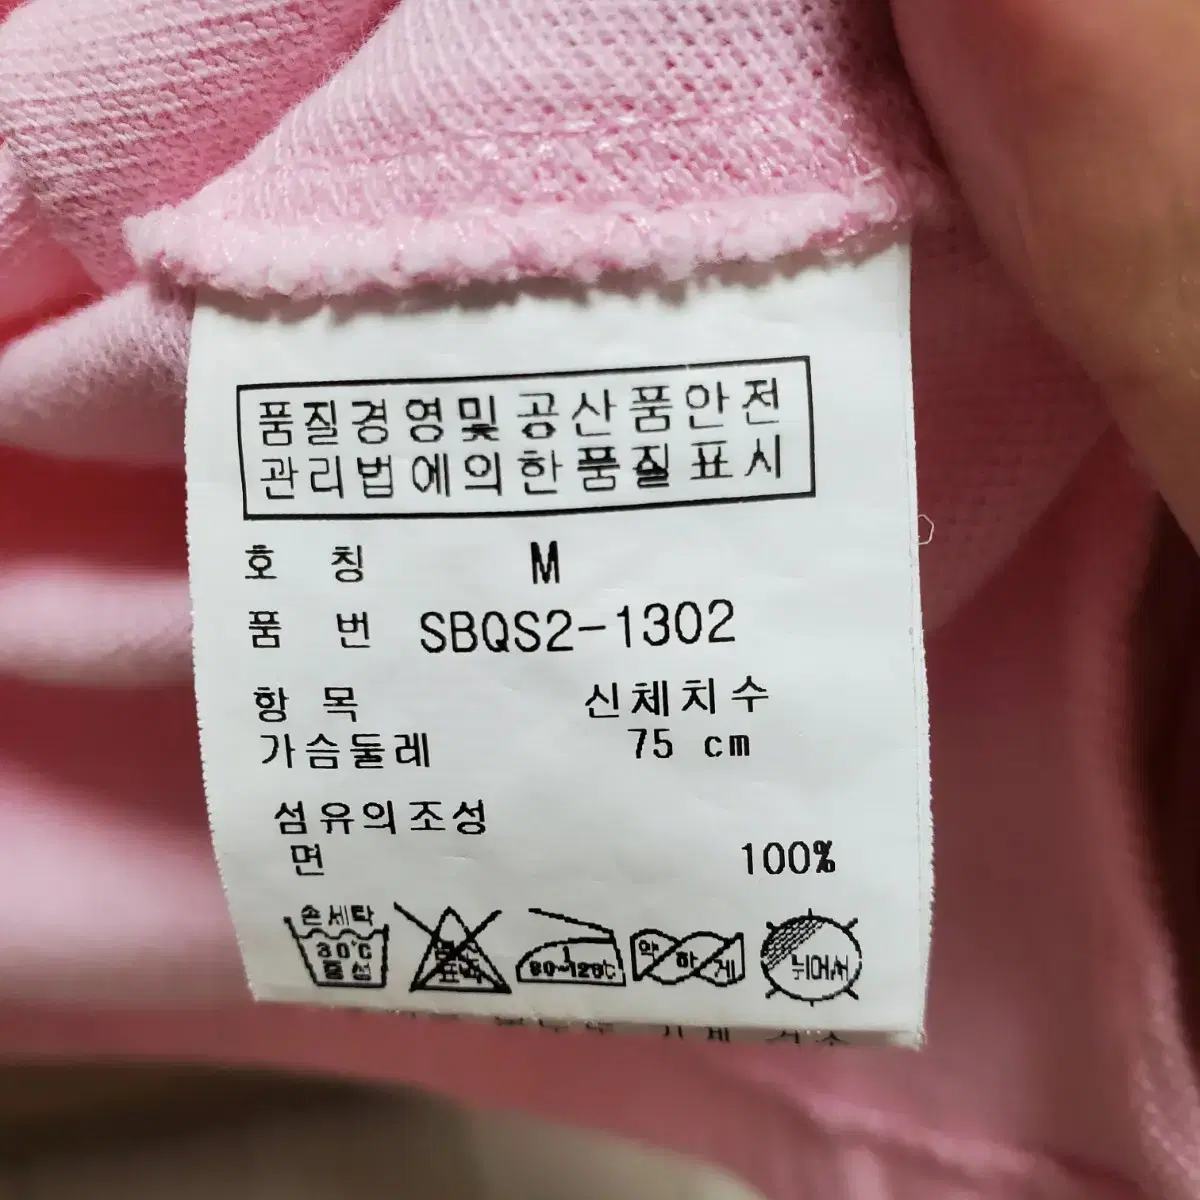 품질경영및공산품안전
관리법에의한품질표시
호 칭 M
품 번 SBQS2-1302
항 목 신체치수
가슴둘레 75 cm
섬유의조성
면 100%
손세탁
30℃
중성
80~120℃
약하게
뉘어서